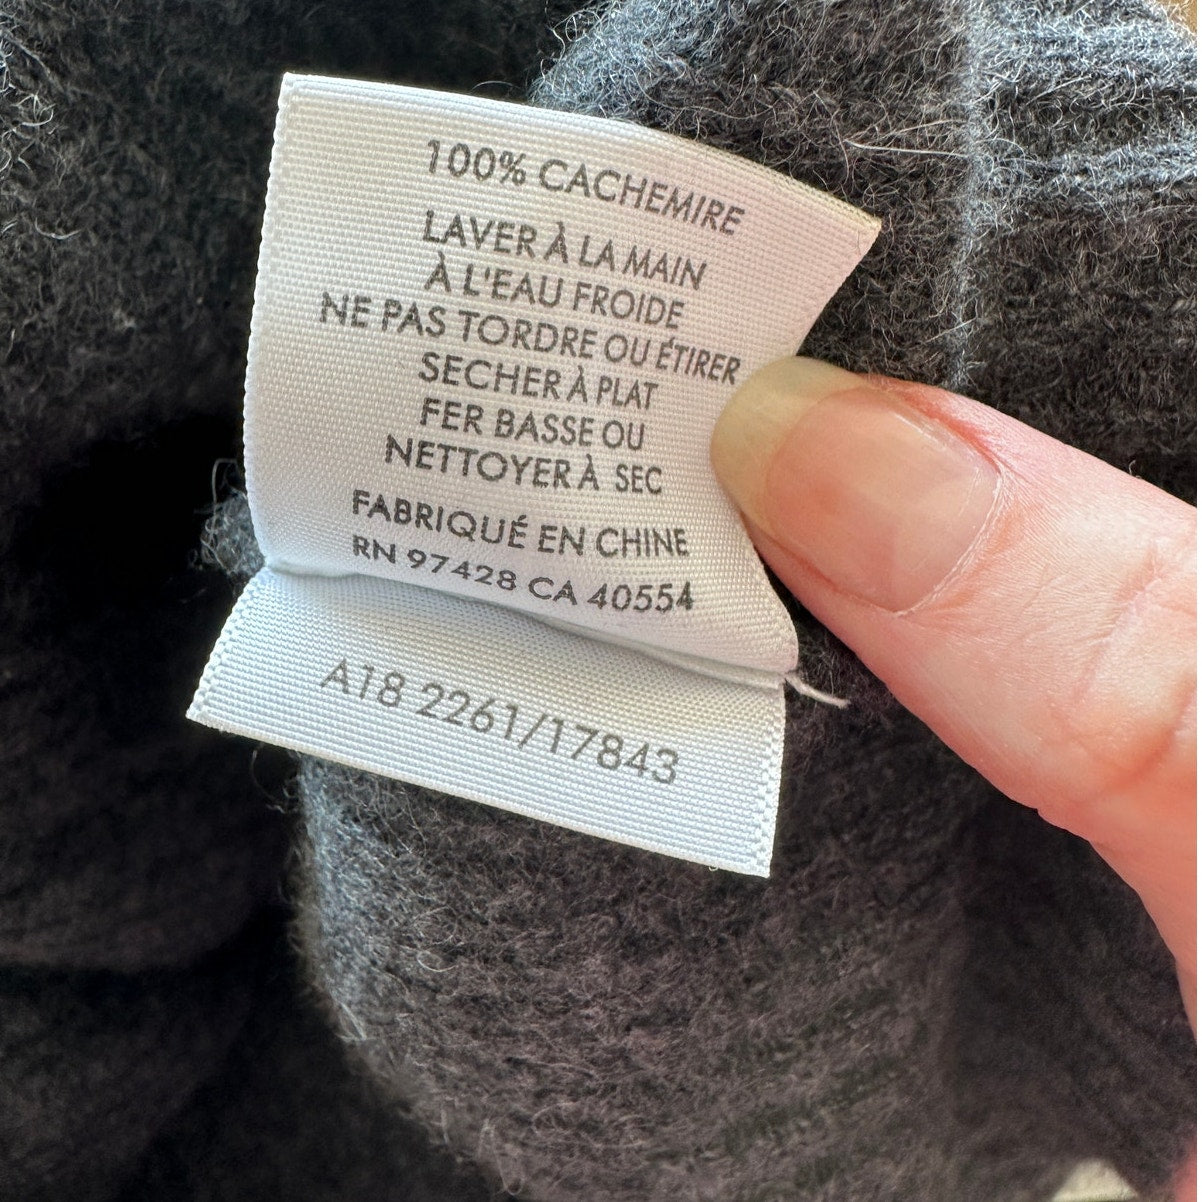 100% CACHEMIRE
LAVER À LA MAIN
À L'EAU FROIDE
NE PAS TORDRE OU ÉTIRER
SECHER À PLAT
FER BASSE OU
NETTOYER À SEC
FABRIQUÉ EN CHINE
RN 97428 CA 40554
A18 2261/17843